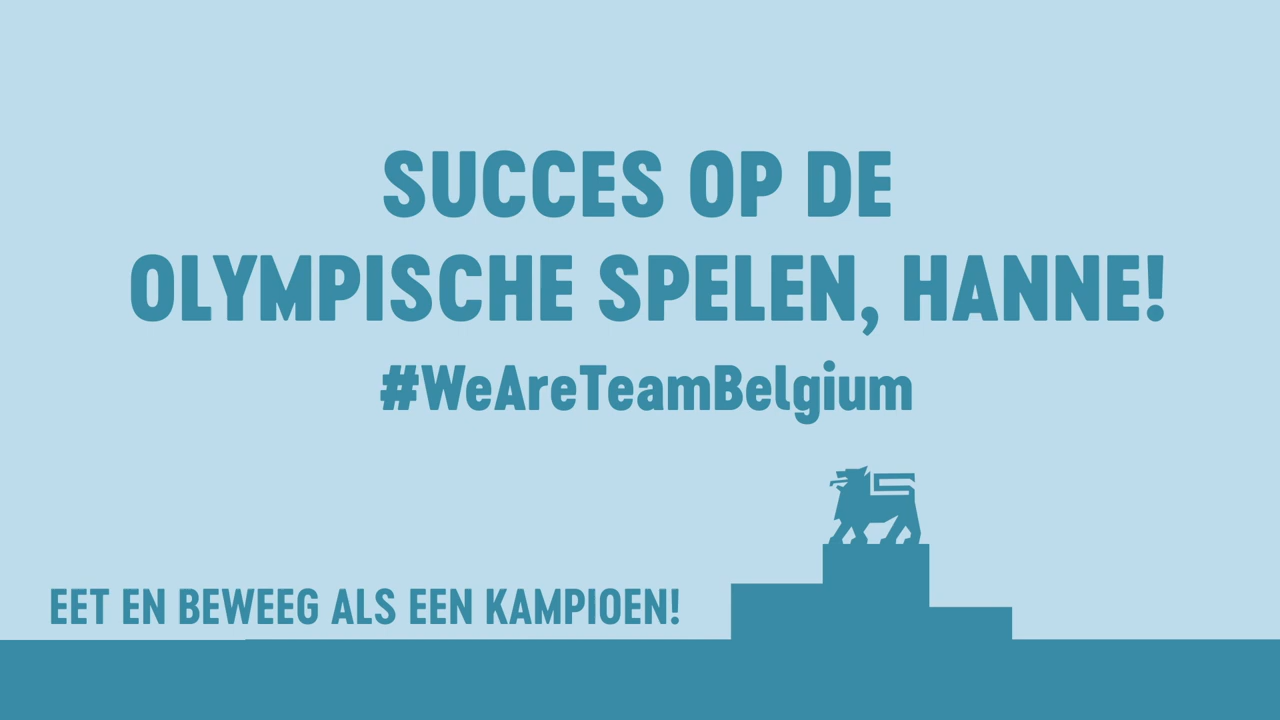 SUCCES OP DE
OLYMPISCHE SPELEN, HANNE!
#WeAreTeamBelgium
EET EN BEWEEG ALS EEN KAMPIOEN!